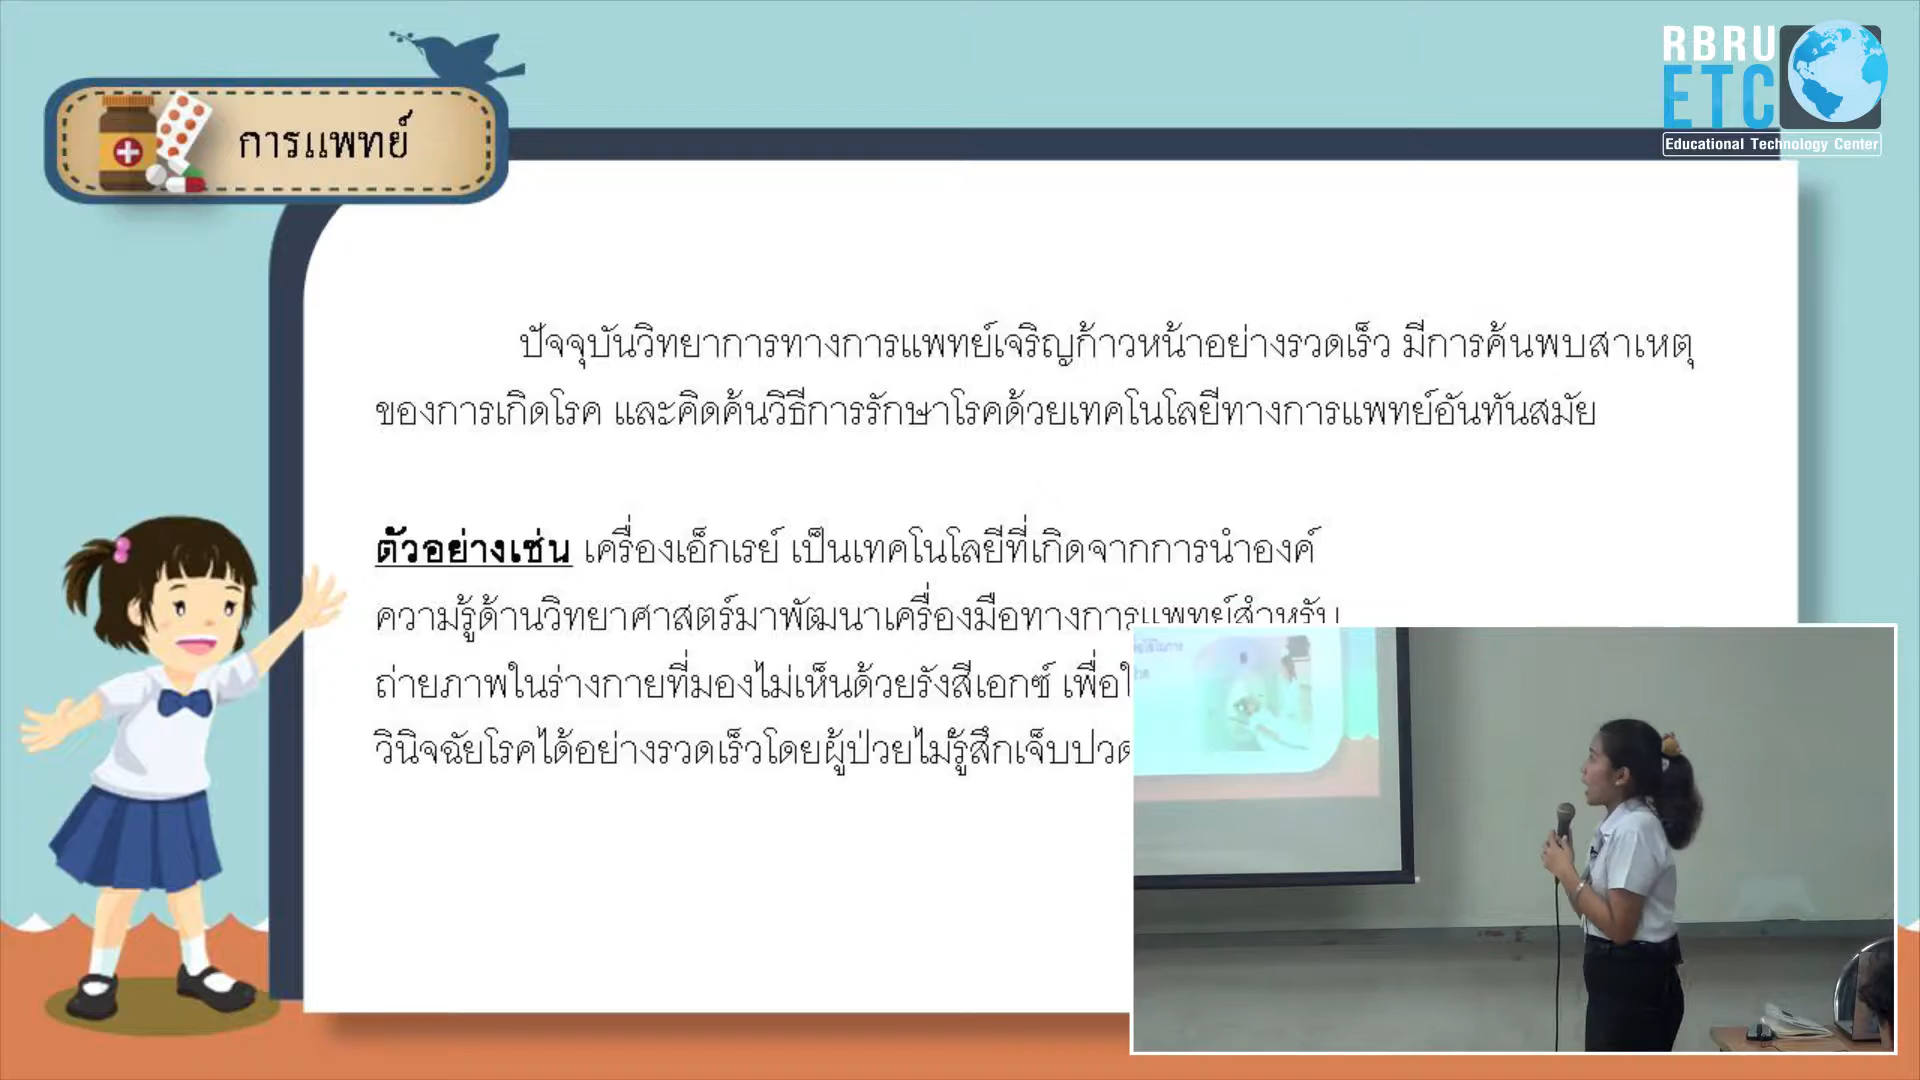 RBRU
ETC
Educational Technology Center
การแพทย์
ปัจจุบันวิทยาการทางการแพทย์เจริญก้าวหน้าอย่างรวดเร็ว มีการค้นพบสาเหตุ
ของการเกิดโรค และคิดค้นวิธีการรักษาโรคด้วยเทคโนโลยีทางการแพทย์อันทันสมัย
ตัวอย่างเช่น เครื่องเอ็กเรย์ เป็นเทคโนโลยีที่เกิดจากการนำองค์
ความรู้ด้านวิทยาศาสตร์มาพัฒนาเครื่องมือทางการแพทย์สำหรับ
ถ่ายภาพในร่างกายที่มองไม่เห็นด้วยรังสีเอกซ์ เพื่อ
วินิจฉัยโรคได้อย่างรวดเร็วโดยผู้ป่วยไม่รู้สึกเจ็บปวด